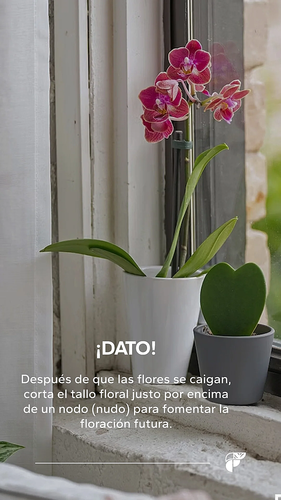 ¡DATO!
Después de que las flores se caigan,
corta el tallo floral justo por encima
de un nodo (nudo) para fomentar la
floración futura.